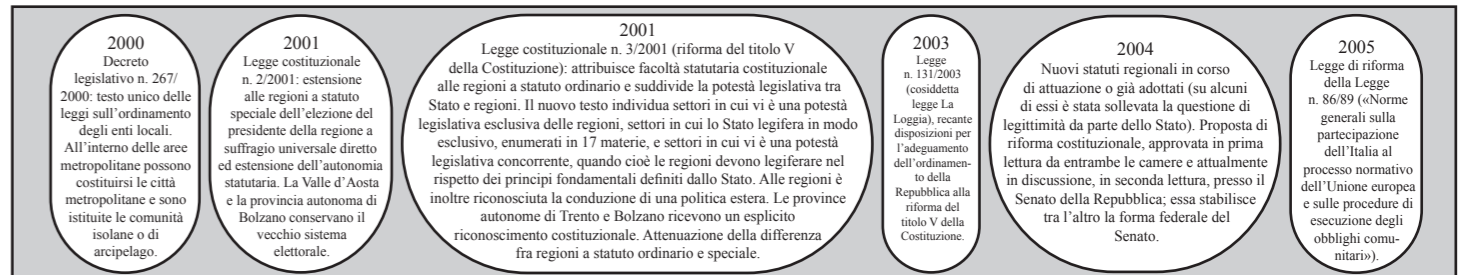 2000
Decreto
legislativo n. 267/
2000: testo unico delle
leggi sull’ordinamento
degli enti locali.
All’interno delle aree
metropolitane possono
costituirsi le città
metropolitane e sono
istituite le comunità
isolane o di
arcipelago.
2001
Legge costituzionale
n. 2/2001: estensione
alle regioni a statuto
speciale dell’elezione del
presidente della regione a
suffragio universale diretto
ed estensione dell’autonomia
statutaria. La Valle d’Aosta
e la provincia autonoma di
Bolzano conservano il
vecchio sistema
elettorale.
2001
Legge costituzionale n. 3/2001 (riforma del titolo V
della Costituzione): attribuisce facoltà statutaria costituzionale
alle regioni a statuto ordinario e suddivide la potestà legislativa tra
Stato e regioni. Il nuovo testo individua settori in cui vi è una potestà
legislativa esclusiva delle regioni, settori in cui lo Stato legifera in modo
esclusivo, enumerati in 17 materie, e settori in cui vi è una potestà
legislativa concorrente, quando cioè le regioni devono legiferare nel
rispetto dei principi fondamentali definiti dallo Stato. Alle regioni è
inoltre riconosciuta la conduzione di una politica estera. Le province
autonome di Trento e Bolzano ricevono un esplicito
riconoscimento costituzionale. Attenuazione della differenza
fra regioni a statuto ordinario e speciale.
2003
Legge
n. 131/2003
(cosiddetta
legge La
Loggia), recante
disposizioni per
l’adeguamento
dell’ordinamen-
to della
Repubblica alla
riforma del
titolo V della
Costituzione.
2004
Nuovi statuti regionali in corso
di attuazione o già adottati (su alcuni
di essi è stata sollevata la questione di
legittimità da parte dello Stato). Proposta di
riforma costituzionale, approvata in prima
lettura da entrambe le camere e attualmente
in discussione, in seconda lettura, presso il
Senato della Repubblica; essa stabilisce
tra l’altro la forma federale del
Senato.
2005
Legge di riforma
della Legge
n. 86/89 («Norme
generali sulla
partecipazione
dell’Italia al
processo normativo
dell’Unione europea
e sulle procedure di
esecuzione degli
obblighi comu-
nitari»).